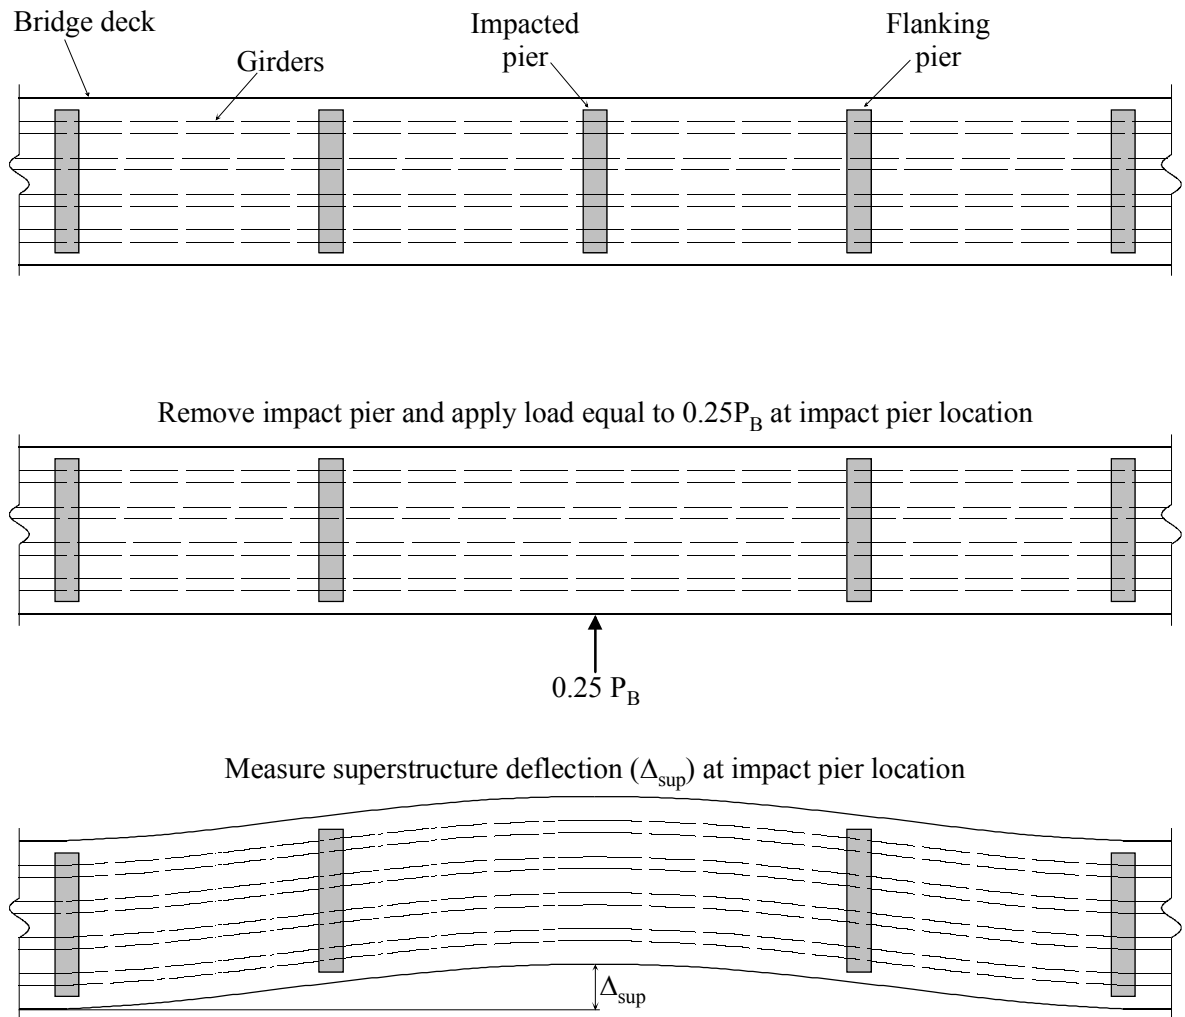 Bridge deck
Girders
Impacted
pier
Flanking
pier
Remove impact pier and apply load equal to 0.25P_B at impact pier location
0.25 P_B
Measure superstructure deflection (Δ_sup) at impact pier location
Δ_sup